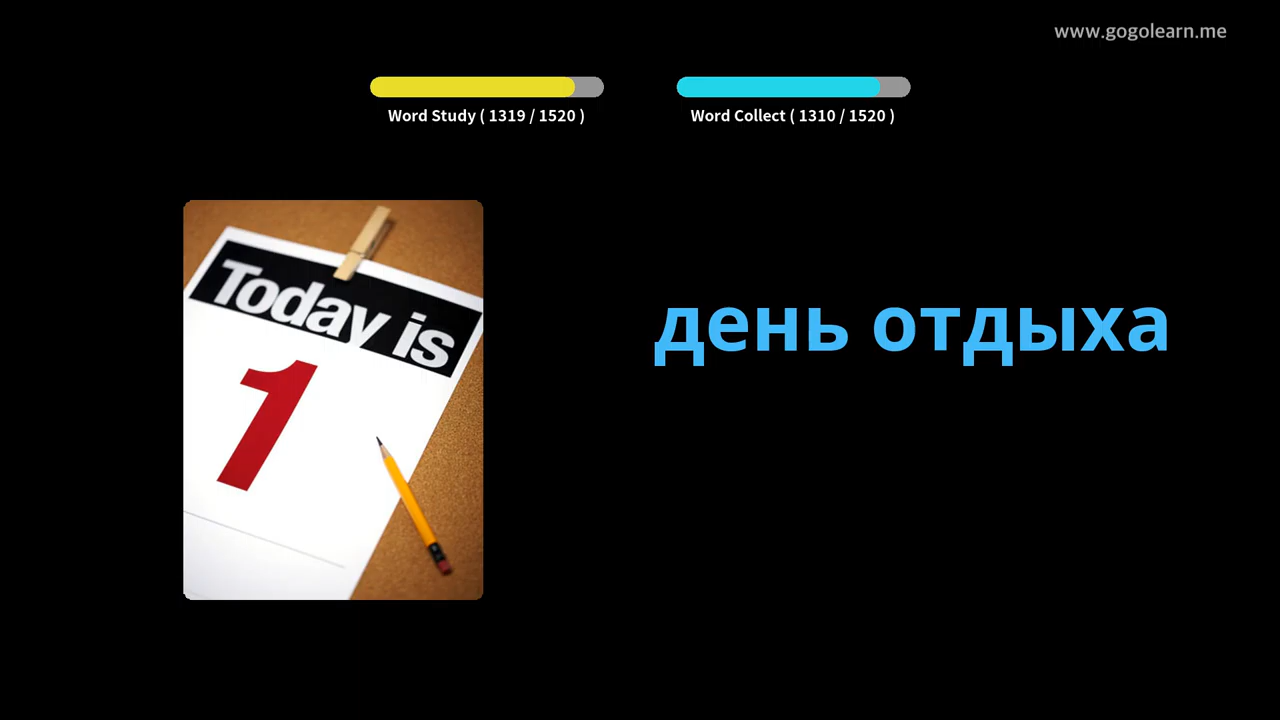 www.gogolearn.me
Word Study ( 1319 / 1520 )
Word Collect ( 1310 / 1520 )
Today is
1
день отдыха